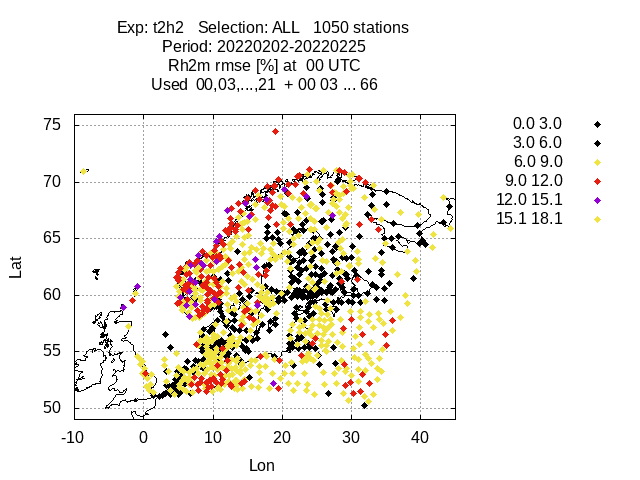 Exp: t2h2 Selection: ALL 1050 stations
Period: 20220202-20220225
Rh2m rmse [%] at 00 UTC
Used 00,03,...,21 + 00 03 ... 66
0.0 3.0
3.0 6.0
6.0 9.0
9.0 12.0
12.0 15.1
15.1 18.1
75
70
65
60
55
50
Lat
-10 0 10 20 30 40
Lon